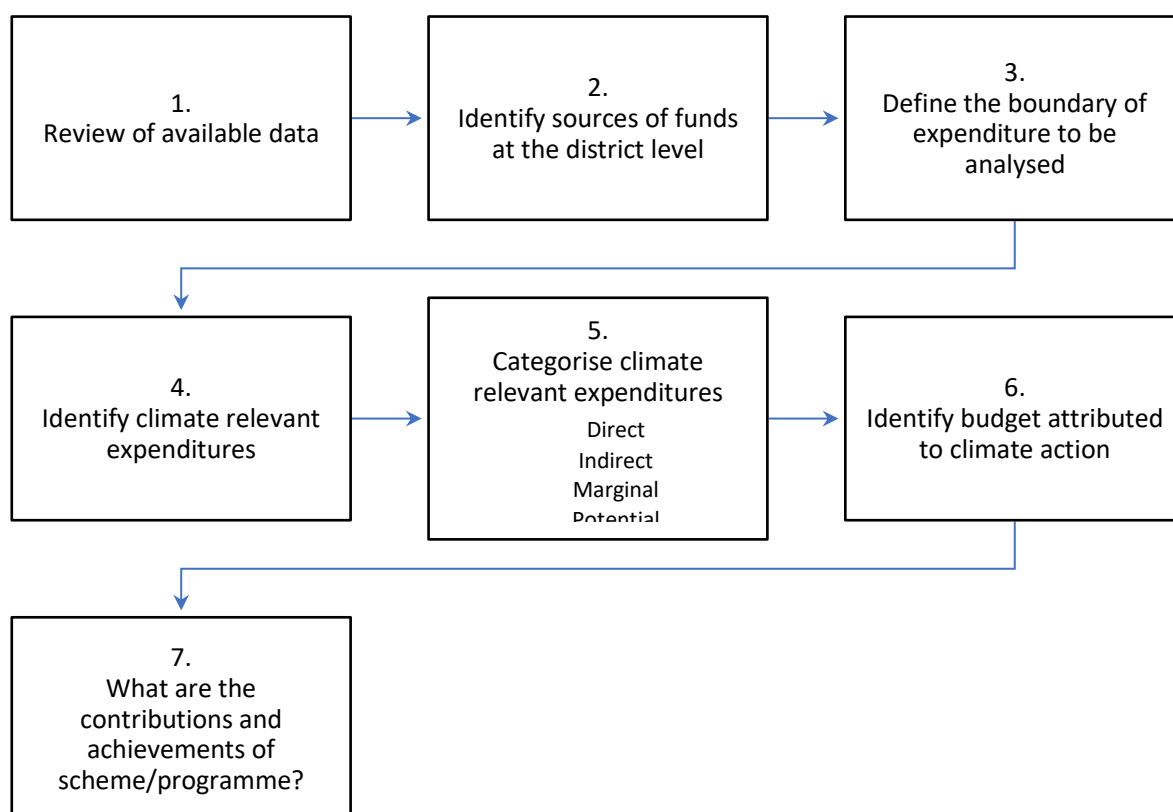 1.
Review of available data
2.
Identify sources of funds
at the district level
3.
Define the boundary of
expenditure to be
analysed
4.
Identify climate relevant
expenditures
5.
Categorise climate
relevant expenditures
Direct
Indirect
Marginal
Potential
6.
Identify budget attributed
to climate action
7.
What are the
contributions and
achievements of
scheme/programme?